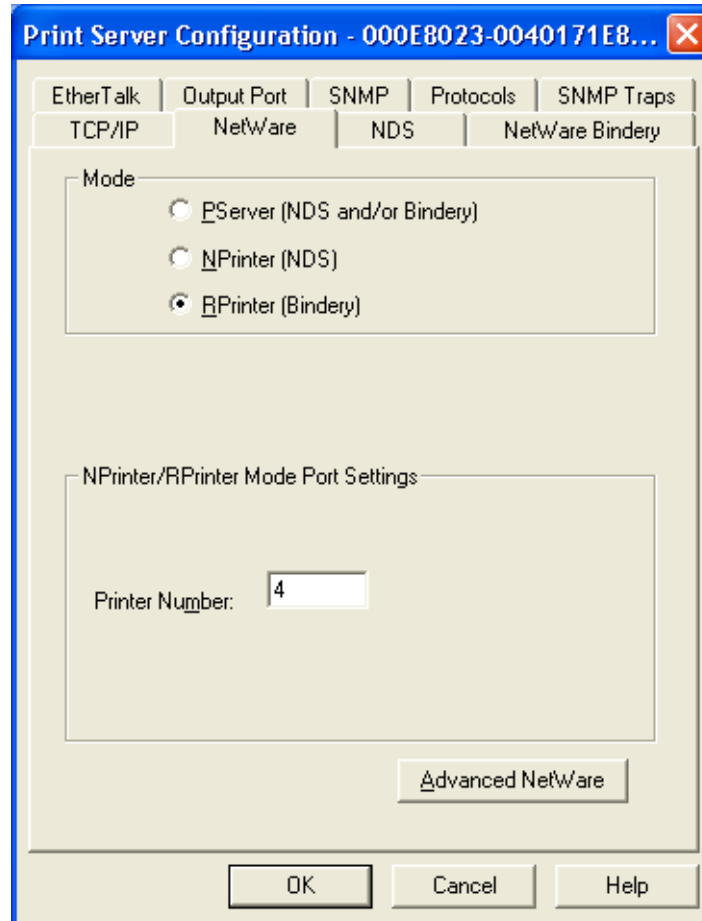 Print Server Configuration - 000E8023-0040171E8...
EtherTalk Output Port SNMP Protocols SNMP Traps
TCP/IP NetWare NDS NetWare Bindery
Mode
PServer (NDS and/or Bindery)
NPrinter (NDS)
RPrinter (Bindery)
NPrinter/RPrinter Mode Port Settings
Printer Number: 4
Advanced NetWare
OK Cancel Help